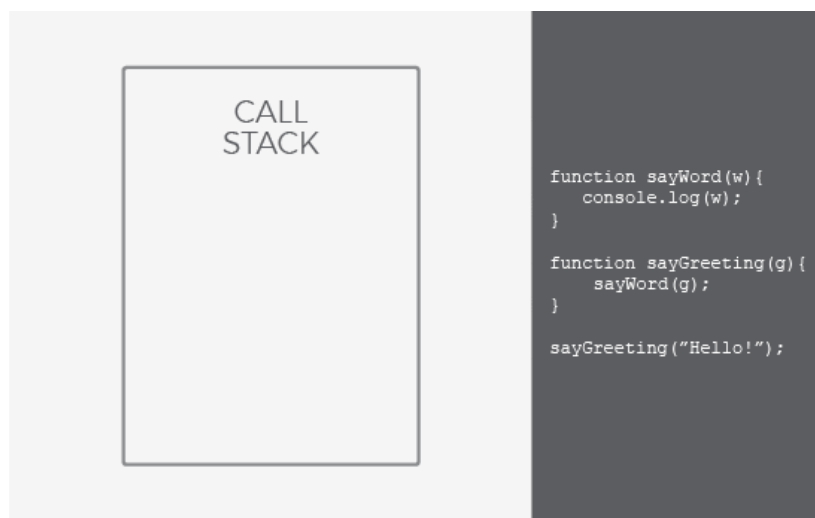 CALL
STACK
function sayWord(w){
console.log(w);
}
function sayGreeting(g){
sayWord(g);
}
sayGreeting(”Hello!”);